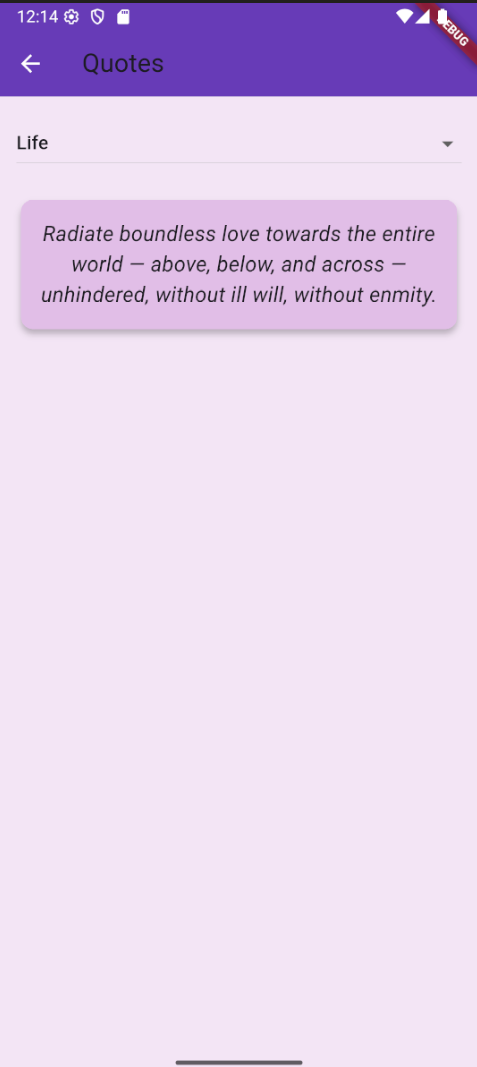 12:14
DEBUG
Quotes
Life
Radiate boundless love towards the entire
world — above, below, and across —
unhindered, without ill will, without enmity.